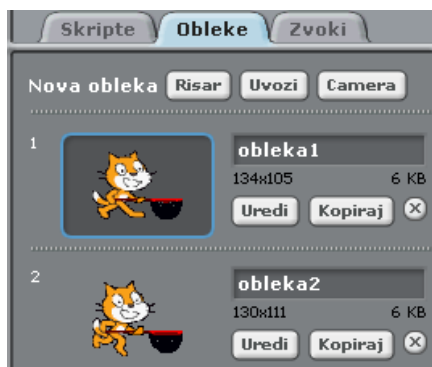 Skripte Obleke Zvoki
Nova obleka Risar Uvozi Camera
1
obleka1
134x105 6 KB
Uredi Kopiraj
2
obleka2
130x111 6 KB
Uredi Kopiraj